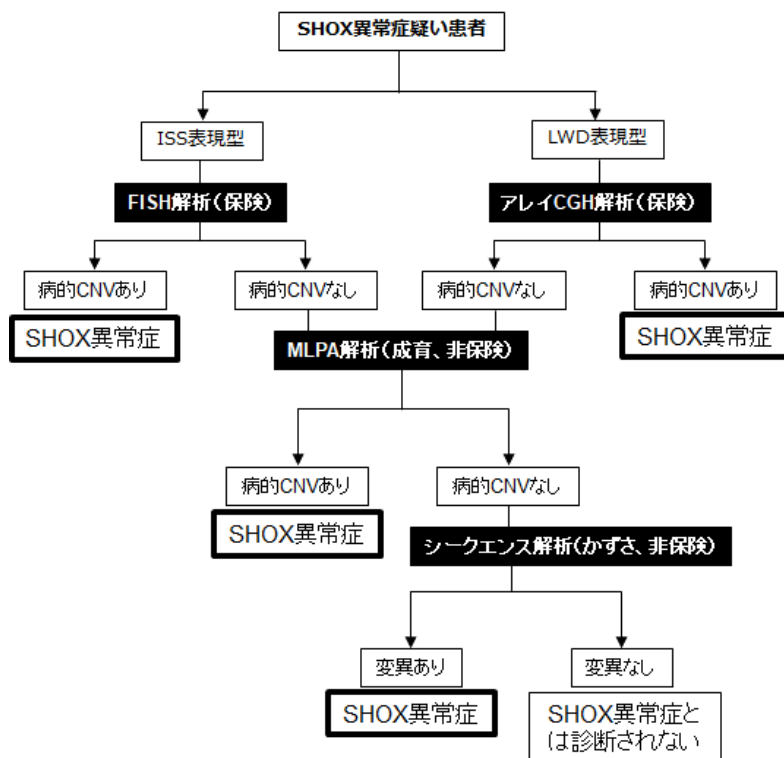 SHOX異常症疑い患者
ISS表現型
LWD表現型
FISH解析(保険)
アレイCGH解析(保険)
病的CNVあり
病的CNVなし
病的CNVなし
病的CNVあり
SHOX異常症
SHOX異常症
MLPA解析(成育、非保険)
病的CNVあり
病的CNVなし
SHOX異常症
シークエンス解析(かずさ、非保険)
変異あり
変異なし
SHOX異常症
SHOX異常症と
は診断されない